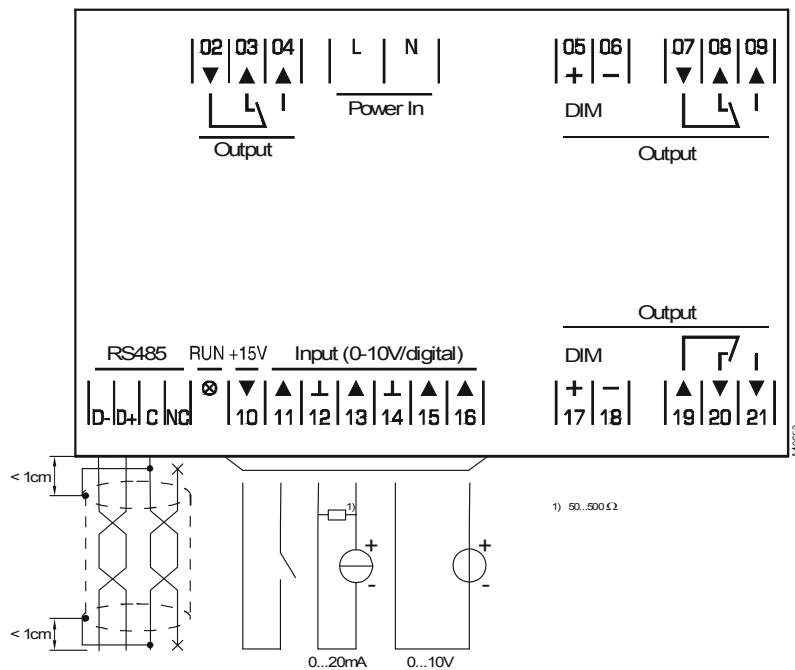 02 03 04 L N 05 06 07 08 09
+ −
Power In DIM
Output Output
Output
RS485 RUN +15V Input (0-10V/digital) DIM
+ −
D- D+ C NC 10 11 12 13 14 15 16 17 18 19 20 21
< 1cm
1)
1) 50...500 Ω
+ +
- -
< 1cm
0...20mA 0...10V